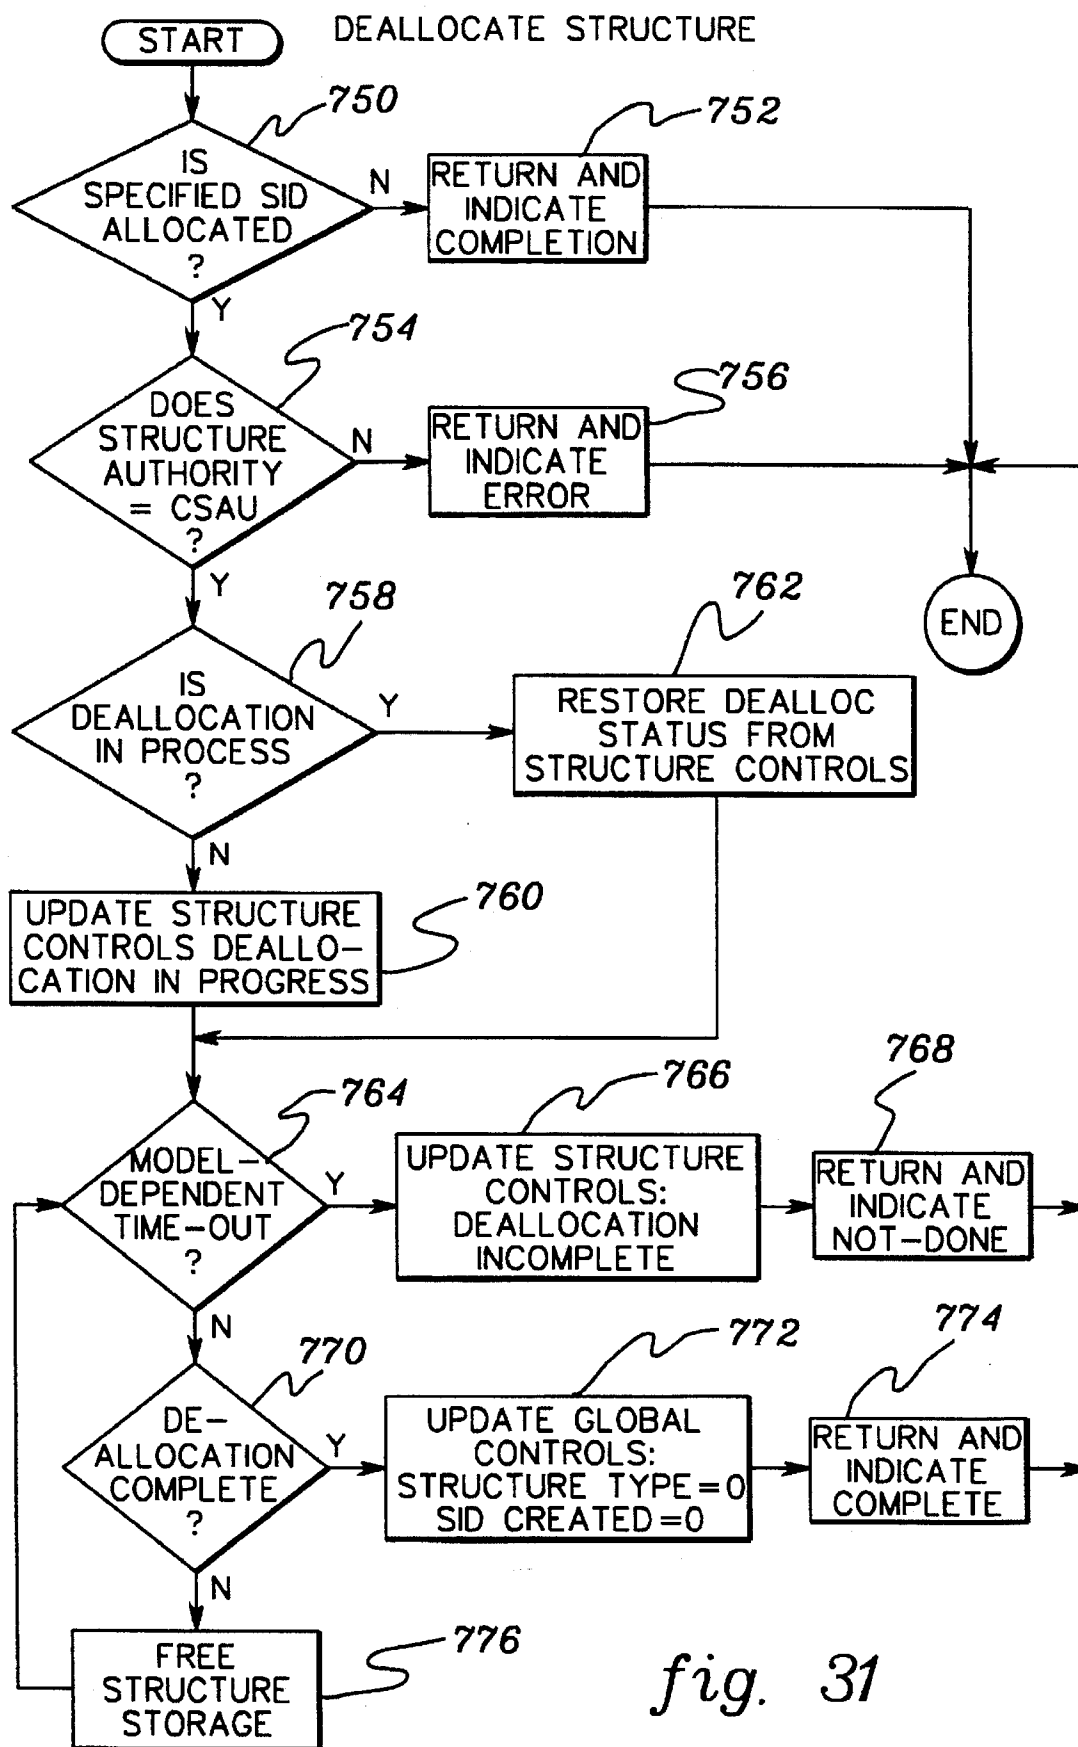 DEALLOCATE STRUCTURE
START
750
IS
SPECIFIED SID
ALLOCATED
?
N
Y
752
RETURN AND
INDICATE
COMPLETION
754
DOES
STRUCTURE
AUTHORITY
= CSAU
?
N
Y
756
RETURN AND
INDICATE
ERROR
END
758
IS
DEALLOCATION
IN PROCESS
?
Y
N
762
RESTORE DEALLOC
STATUS FROM
STRUCTURE CONTROLS
760
UPDATE STRUCTURE
CONTROLS DEALLO-
CATION IN PROGRESS
764
MODEL-
DEPENDENT
TIME-OUT
?
Y
N
766
UPDATE STRUCTURE
CONTROLS:
DEALLOCATION
INCOMPLETE
768
RETURN AND
INDICATE
NOT-DONE
770
DE-
ALLOCATION
COMPLETE
?
Y
N
772
UPDATE GLOBAL
CONTROLS:
STRUCTURE TYPE=0
SID CREATED=0
774
RETURN AND
INDICATE
COMPLETE
776
FREE
STRUCTURE
STORAGE
fig. 31